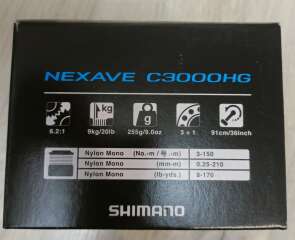 NEXAVE C3000HG
kg
g
6.2:1 9kg/20lb 255g/9.0oz 3+1 91cm/36inch
Nylon Mono (No.-m / 号.-m) 3-150
Nylon Mono (mm-m) 0.25-210
Nylon Mono (lb-yds.) 8-170
SHIMANO